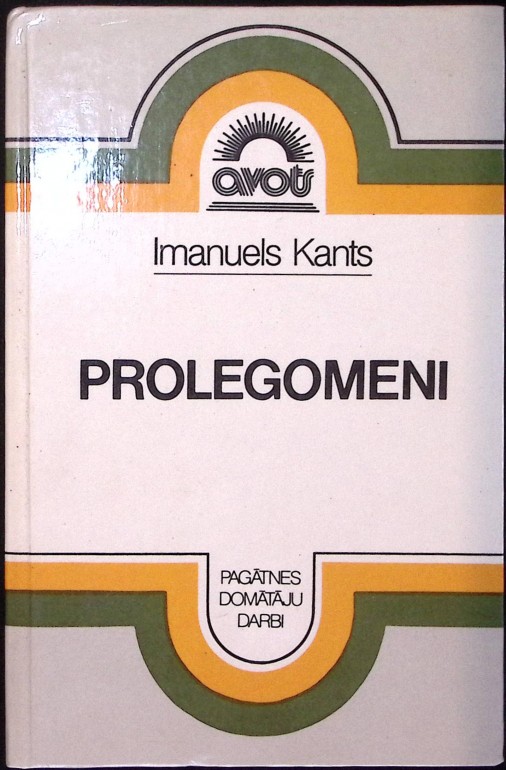 avots
Imanuels Kants
PROLEGOMENI
PAGĀTNES
DOMĀTĀJU
DARBI